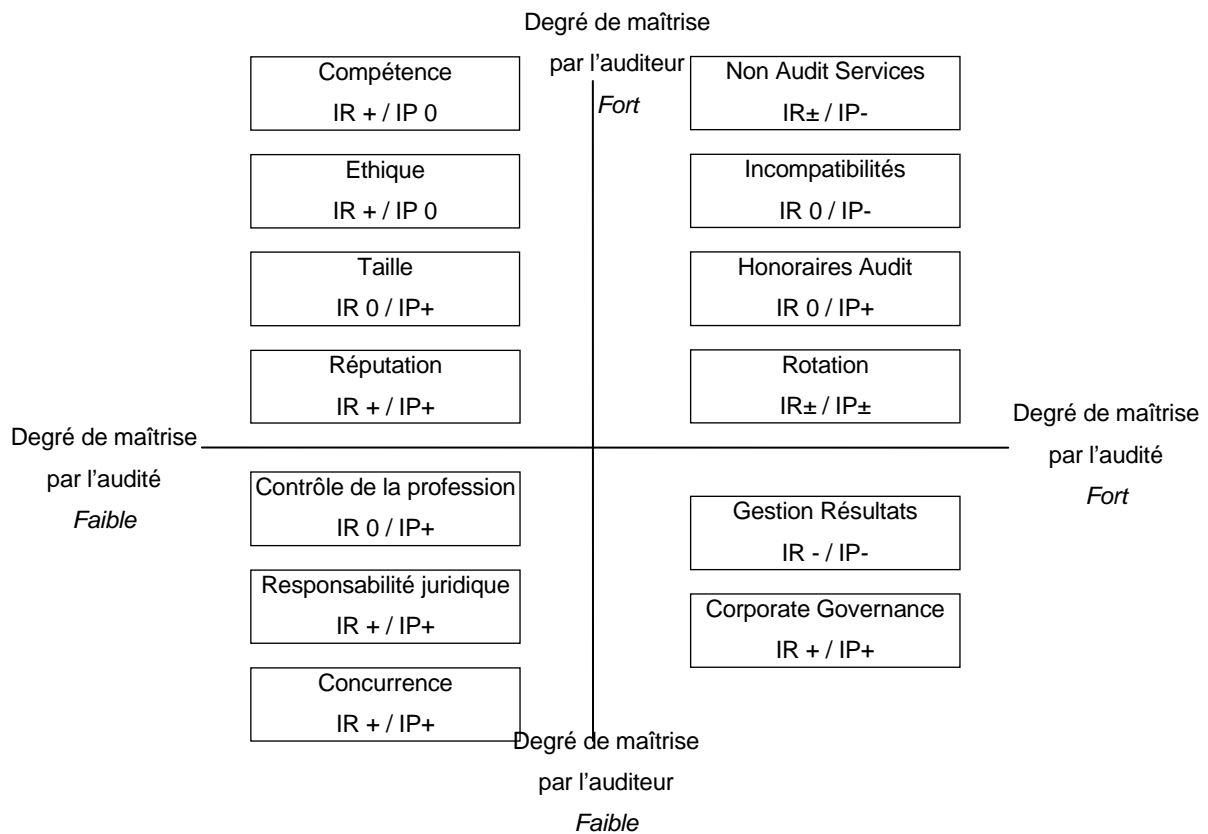 Degré de maîtrise
par l'auditeur
Fort
Compétence
IR + / IP 0
Ethique
IR + / IP 0
Taille
IR 0 / IP+
Réputation
IR + / IP+
Non Audit Services
IR± / IP-
Incompatibilités
IR 0 / IP-
Honoraires Audit
IR 0 / IP+
Rotation
IR± / IP±
Degré de maîtrise
par l'audité
Faible
Degré de maîtrise
par l'audité
Fort
Contrôle de la profession
IR 0 / IP+
Responsabilité juridique
IR + / IP+
Concurrence
IR + / IP+
Gestion Résultats
IR - / IP-
Corporate Governance
IR + / IP+
Degré de maîtrise
par l'auditeur
Faible